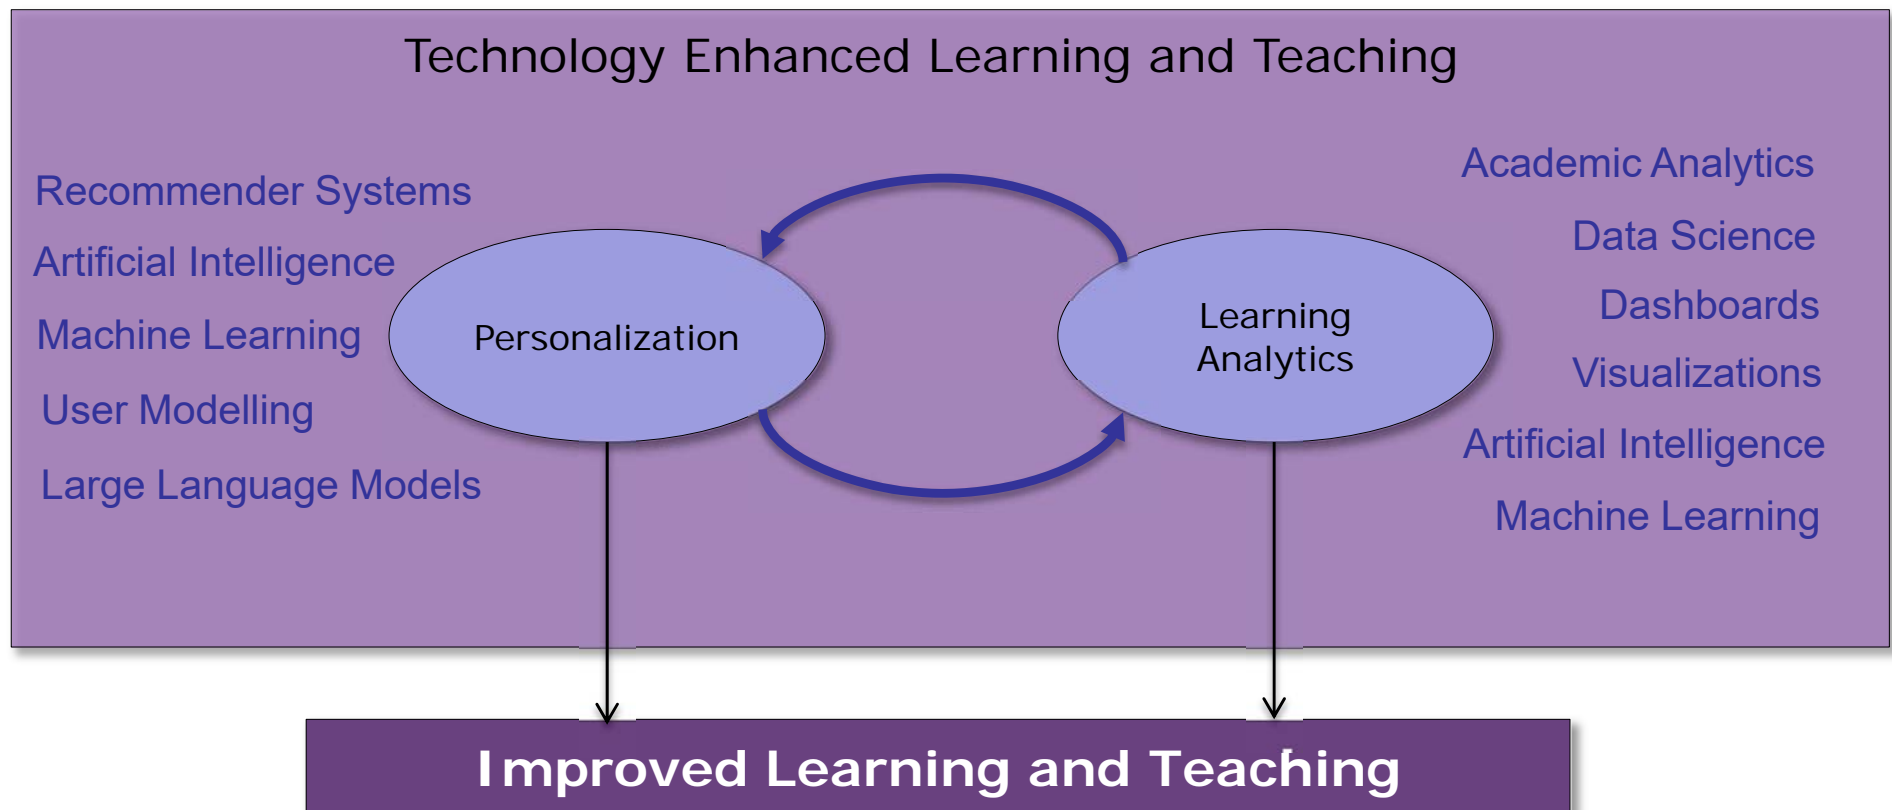 Technology Enhanced Learning and Teaching
Recommender Systems
Artificial Intelligence
Machine Learning
User Modelling
Large Language Models
Personalization
Learning
Analytics
Academic Analytics
Data Science
Dashboards
Visualizations
Artificial Intelligence
Machine Learning
Improved Learning and Teaching